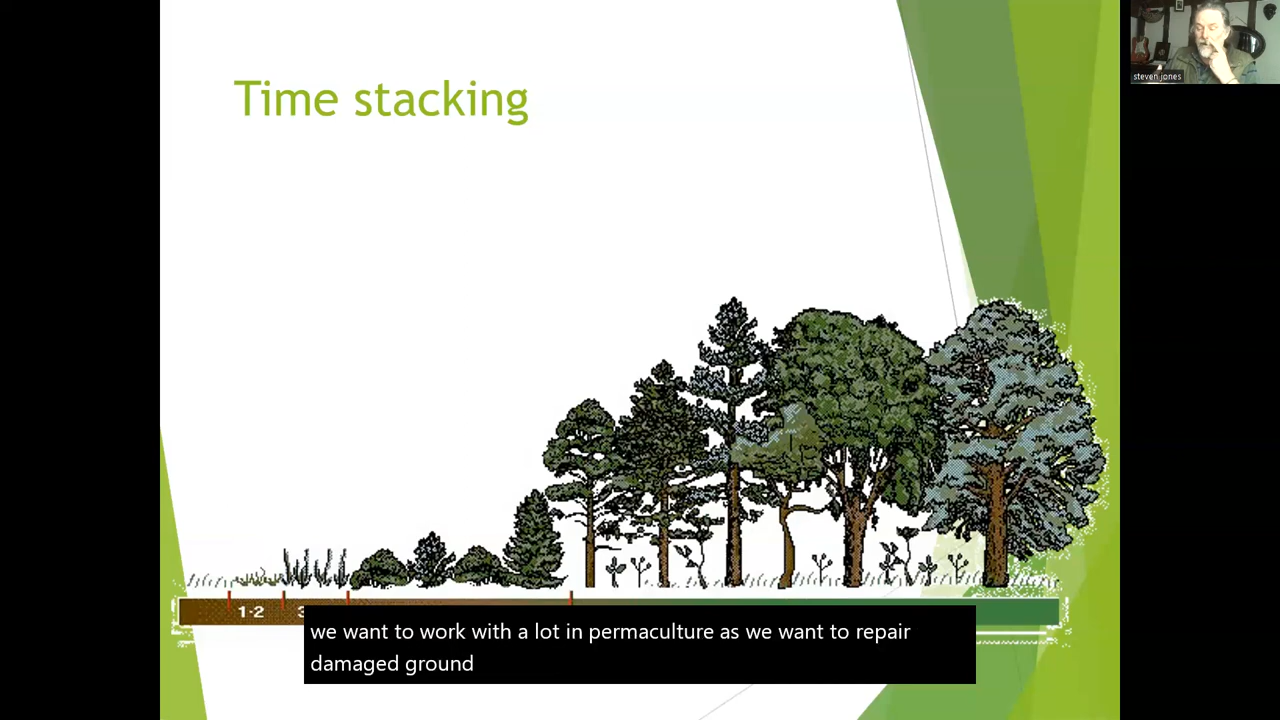 Time stacking
steven jones
1-2
3
we want to work with a lot in permaculture as we want to repair
damaged ground